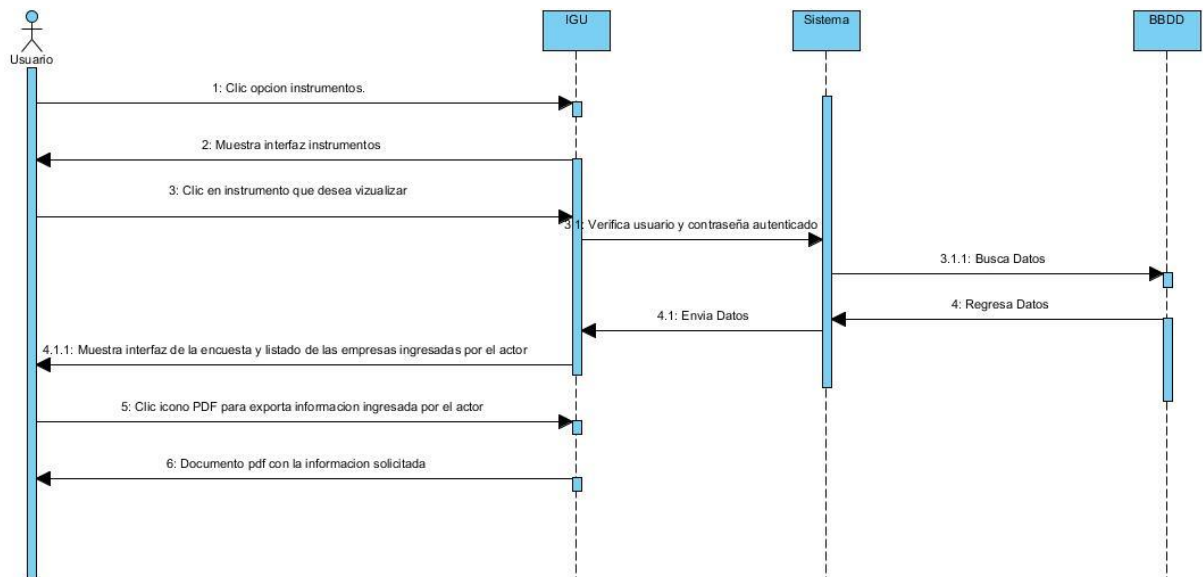 Usuario
IGU
Sistema
BBDD
1: Clic opcion instrumentos.
2: Muestra interfaz instrumentos
3: Clic en instrumento que desea vizualizar
3.1: Verifica usuario y contraseña autenticado
3.1.1: Busca Datos
4: Regresa Datos
4.1: Envia Datos
4.1.1: Muestra interfaz de la encuesta y listado de las empresas ingresadas por el actor
5: Clic icono PDF para exporta informacion ingresada por el actor
6: Documento pdf con la informacion solicitada